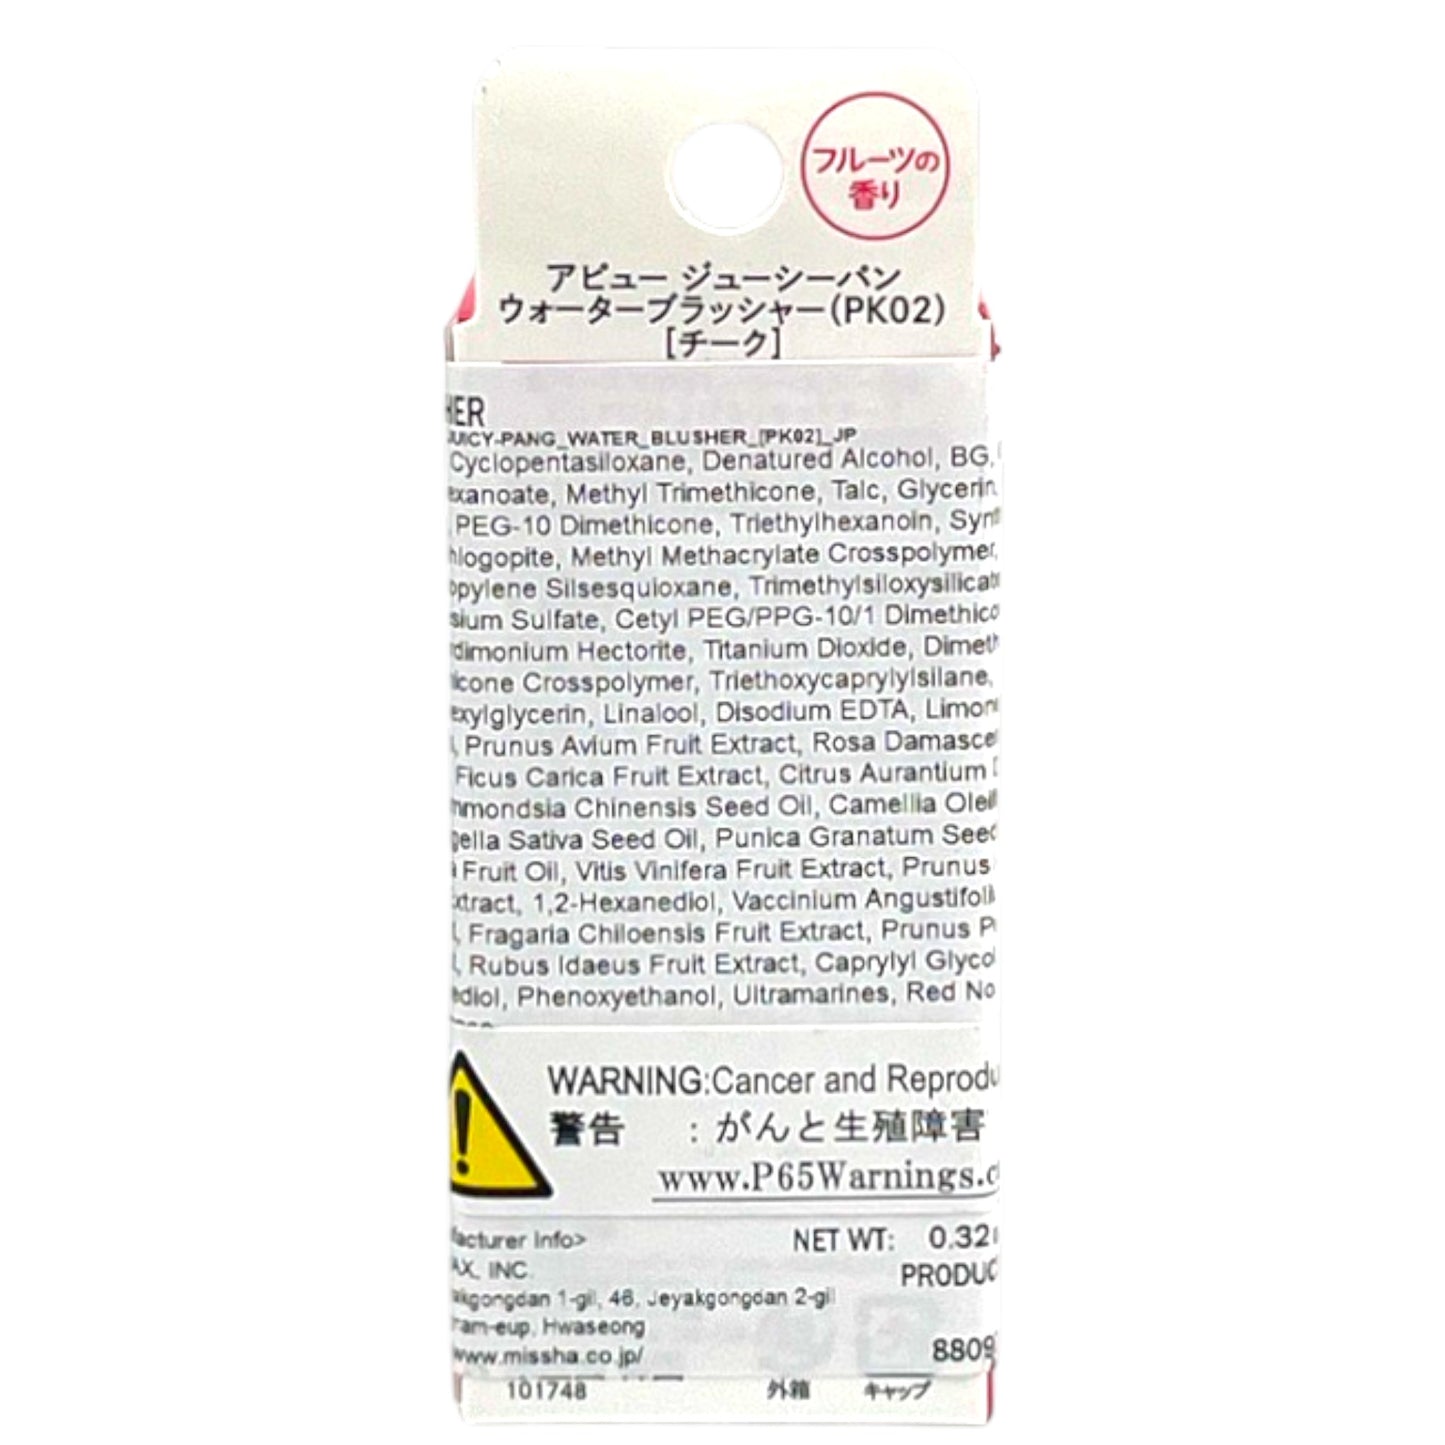 フルーツの
香り
アピュー ジューシーパン
ウォーターブラッシャー(PK02)
[チーク]
HER
JUICY-PANG_WATER_BLUSHER_[PK02]_JP
Cyclopentasiloxane, Denatured Alcohol, BG,
exanoate, Methyl Trimethicone, Talc, Glycerin
PEG-10 Dimethicone, Triethylhexanoin, Syn
hlogopite, Methyl Methacrylate Crosspolymer,
opylene Silsesquioxane, Trimethylsiloxysilicat
sium Sulfate, Cetyl PEG/PPG-10/1 Dimethico
dimonium Hectorite, Titanium Dioxide, Dimeth
icone Crosspolymer, Triethoxycaprylylsilane,
exylglycerin, Linalool, Disodium EDTA, Limon
, Prunus Avium Fruit Extract, Rosa Damasce
Ficus Carica Fruit Extract, Citrus Aurantium
mmondsia Chinensis Seed Oil, Camellia Olei
gella Sativa Seed Oil, Punica Granatum Seed
Fruit Oil, Vitis Vinifera Fruit Extract, Prunus
xtract, 1,2-Hexanediol, Vaccinium Angustifoli
, Fragaria Chiloensis Fruit Extract, Prunus P
, Rubus Idaeus Fruit Extract, Caprylyl Glycol
ediol, Phenoxyethanol, Ultramarines, Red No
WARNING:Cancer and Reprodu
警告 : がんと生殖障害
www.P65Warnings.c
facturer Info>
AX, INC.
akgongdan 1-gil, 46, Jeyakgongdan 2-gil
ram-eup, Hwaseong
www.missha.co.jp/
NET WT: 0.32
PRODUC
8809
101748 外箱 キャップ